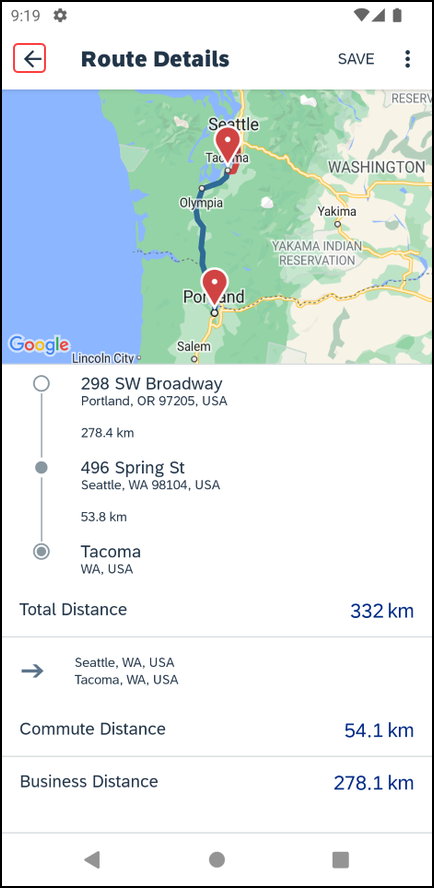 9:19
Route Details
SAVE
RESERV
Seattle
Tacoma
WASHINGTON
Olympia
Yakima
YAKAMA INDIAN
RESERVATION
Portland
Google
Salem
Lincoln City
298 SW Broadway
Portland, OR 97205, USA
278.4 km
496 Spring St
Seattle, WA 98104, USA
53.8 km
Tacoma
WA, USA
Total Distance
332 km
Seattle, WA, USA
Tacoma, WA, USA
Commute Distance
54.1 km
Business Distance
278.1 km